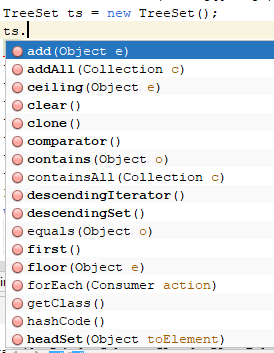 TreeSet ts = new TreeSet();
ts.
add(Object e)
addAll(Collection c)
ceiling(Object e)
clear()
clone()
comparator()
contains(Object o)
containsAll(Collection c)
descendingIterator()
descendingSet()
equals(Object o)
first()
floor(Object e)
forEach(Consumer action)
getClass()
hashCode()
headSet(Object toElement)